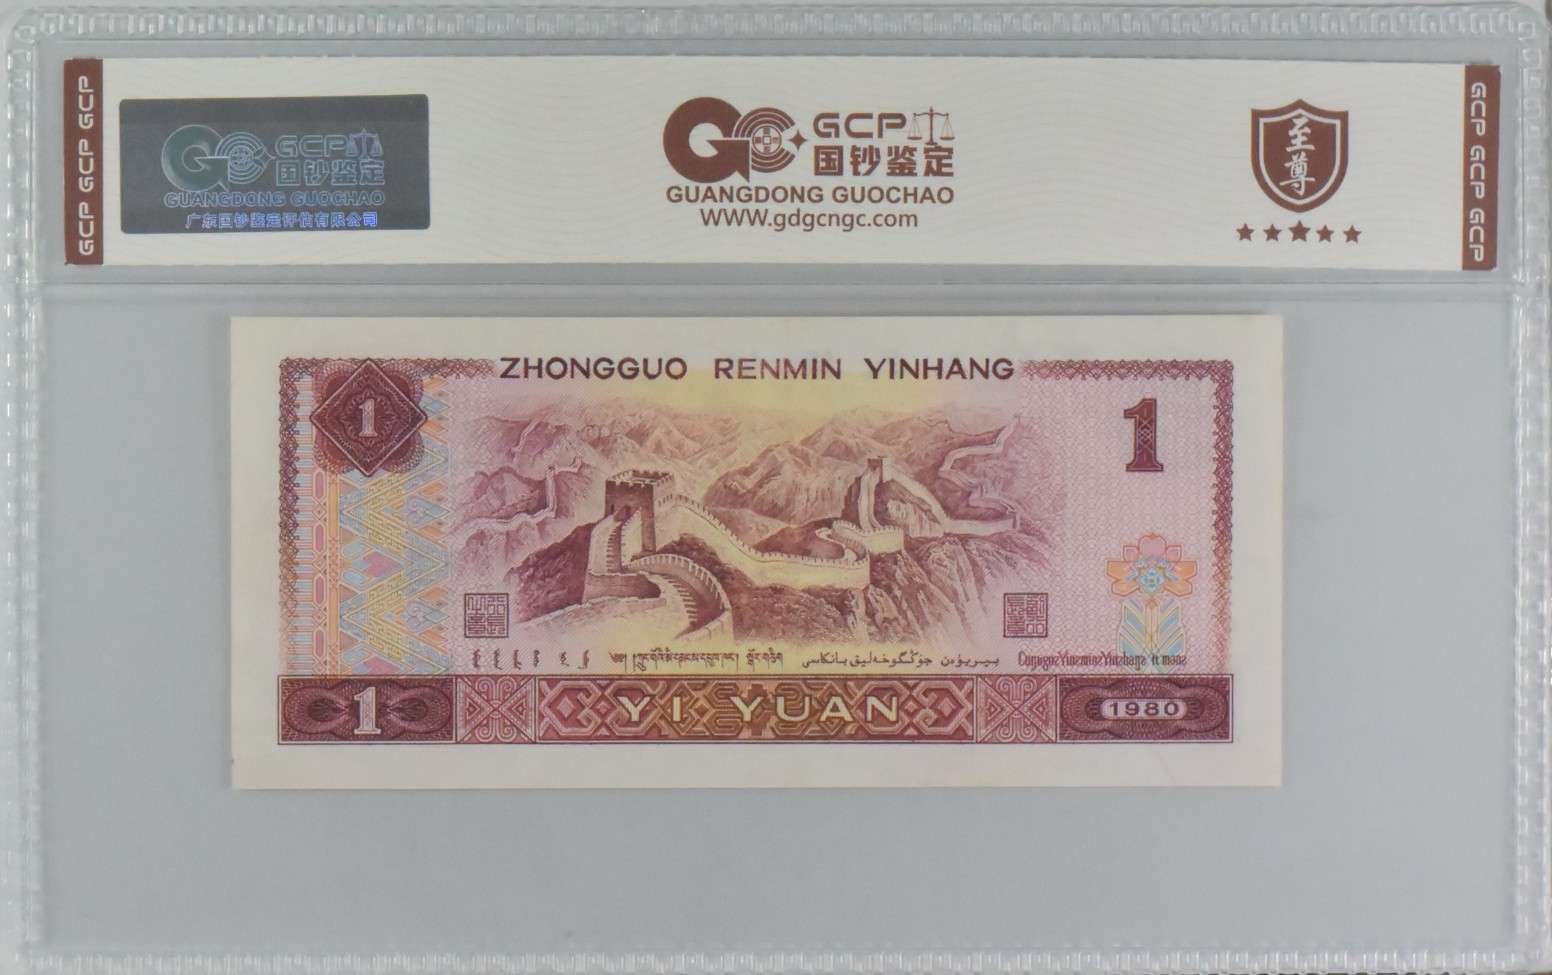 GCP GCP GCP
GCP
国钞鉴定
GUANGDONG GUOCHAO
广东国钞鉴定评估有限公司
GCP
国钞鉴定
GUANGDONG GUOCHAO
WWW.gdgcngc.com
至尊
GCP GCP GCP
ZHONGGUO RENMIN YINHANG
1
1
1
YI YUAN
1980